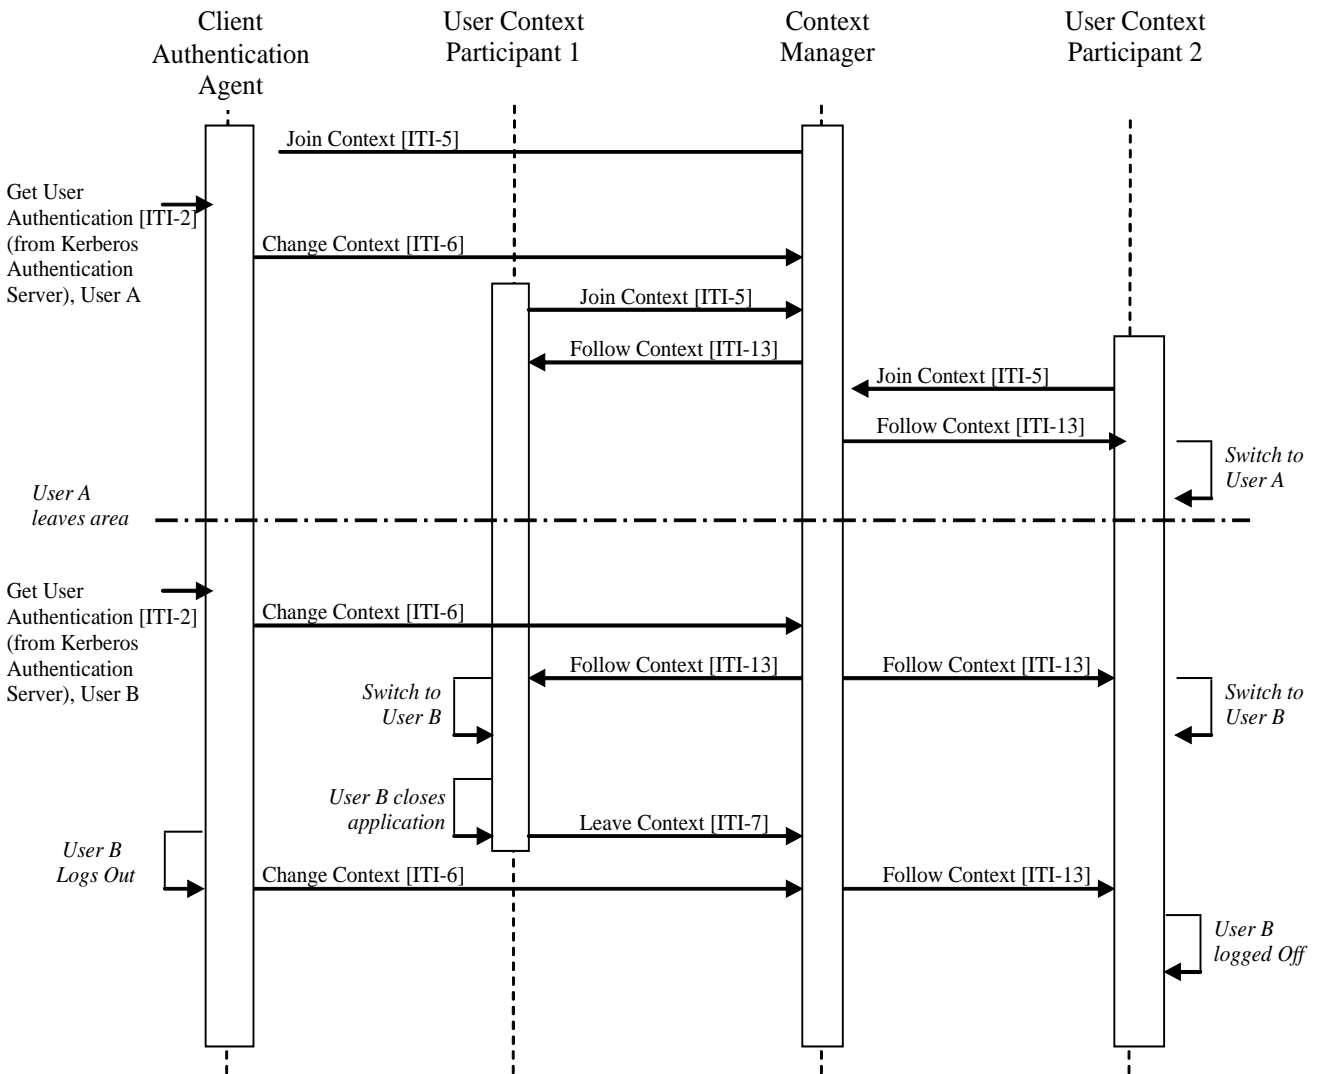 Client
Authentication
Agent
User Context
Participant 1
Context
Manager
User Context
Participant 2
Join Context [ITI-5]
Get User
Authentication [ITI-2]
(from Kerberos
Authentication
Server), User A
Change Context [ITI-6]
Join Context [ITI-5]
Follow Context [ITI-13]
Join Context [ITI-5]
Follow Context [ITI-13]
Switch to
User A
User A
leaves area
Get User
Authentication [ITI-2]
(from Kerberos
Authentication
Server), User B
Change Context [ITI-6]
Follow Context [ITI-13]
Follow Context [ITI-13]
Switch to
User B
Switch to
User B
User B closes
application
Leave Context [ITI-7]
User B
Logs Out
Change Context [ITI-6]
Follow Context [ITI-13]
User B
logged Off